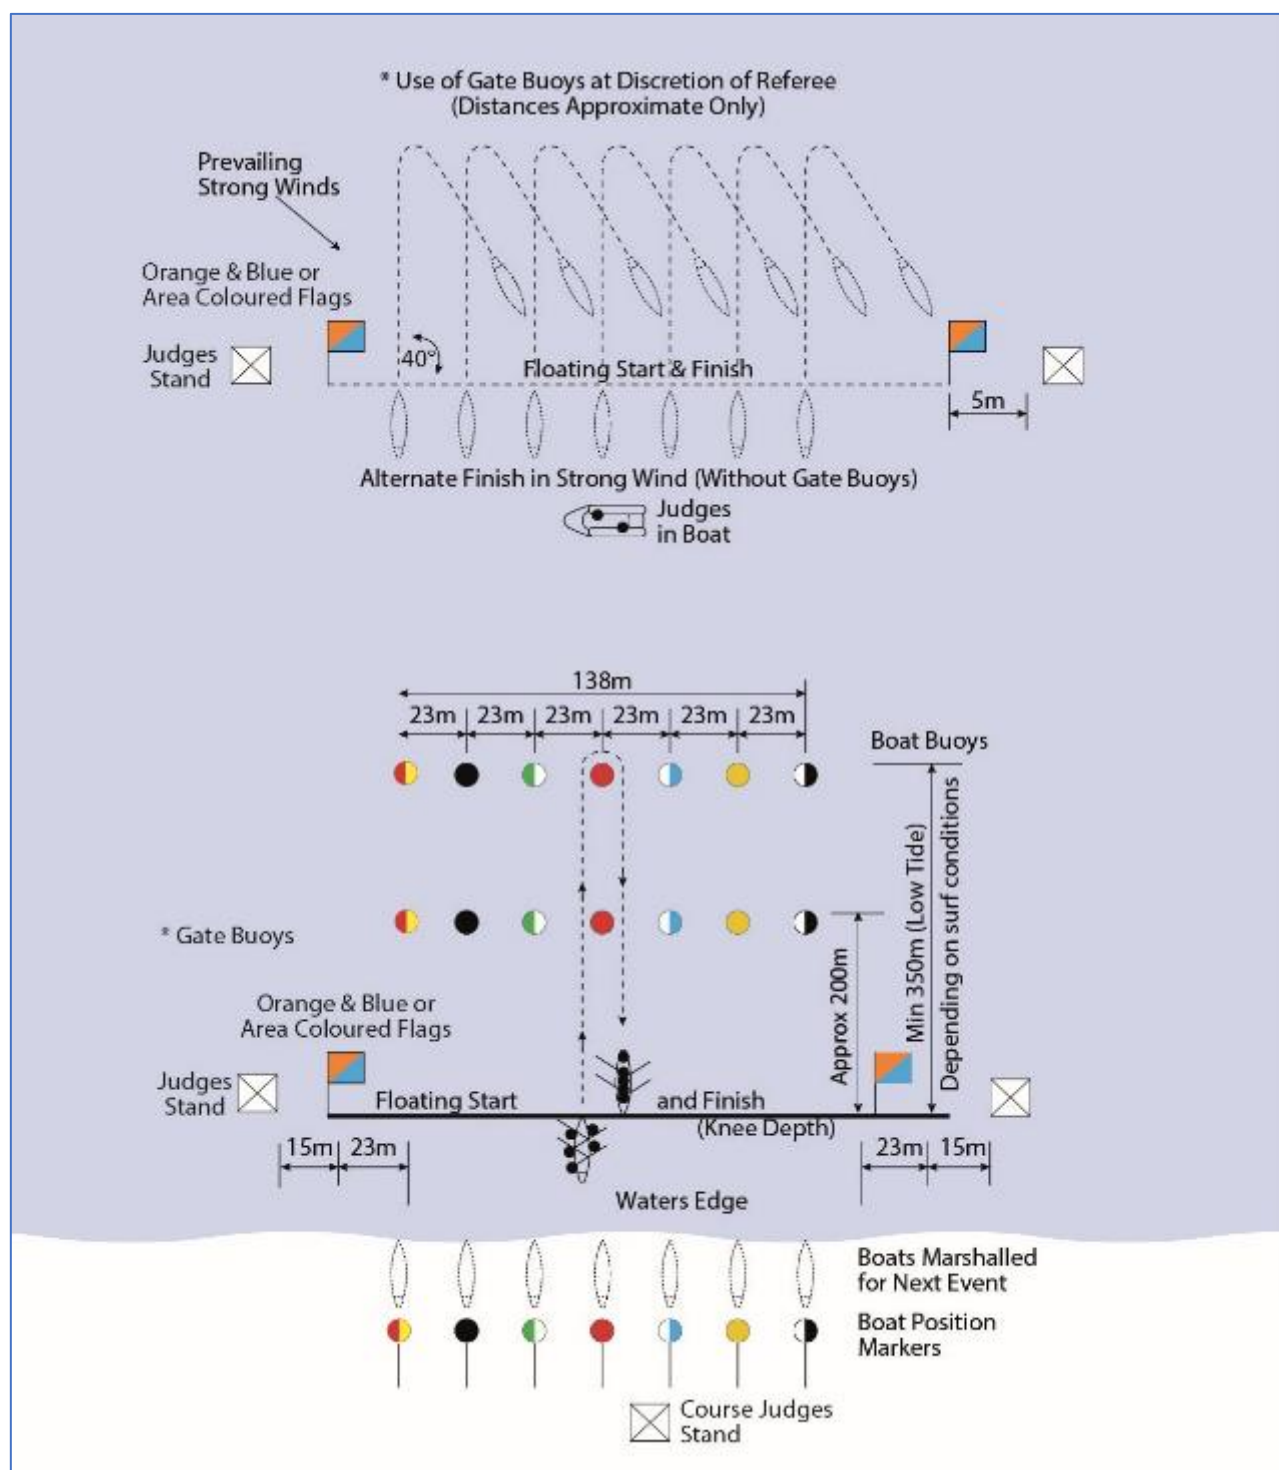 * Use of Gate Buoys at Discretion of Referee
(Distances Approximate Only)
Prevailing
Strong Winds
Orange & Blue or
Area Coloured Flags
Judges
Stand
40°
Floating Start & Finish
5m
Alternate Finish in Strong Wind (Without Gate Buoys)
Judges
in Boat
138m
23m 23m 23m 23m 23m 23m
Boat Buoys
* Gate Buoys
Approx 200m
Min 350m (Low Tide)
Depending on surf conditions
Orange & Blue or
Area Coloured Flags
Judges
Stand
Floating Start and Finish
(Knee Depth)
15m 23m 23m 15m
Waters Edge
Boats Marshalled
for Next Event
Boat Position
Markers
Course Judges
Stand